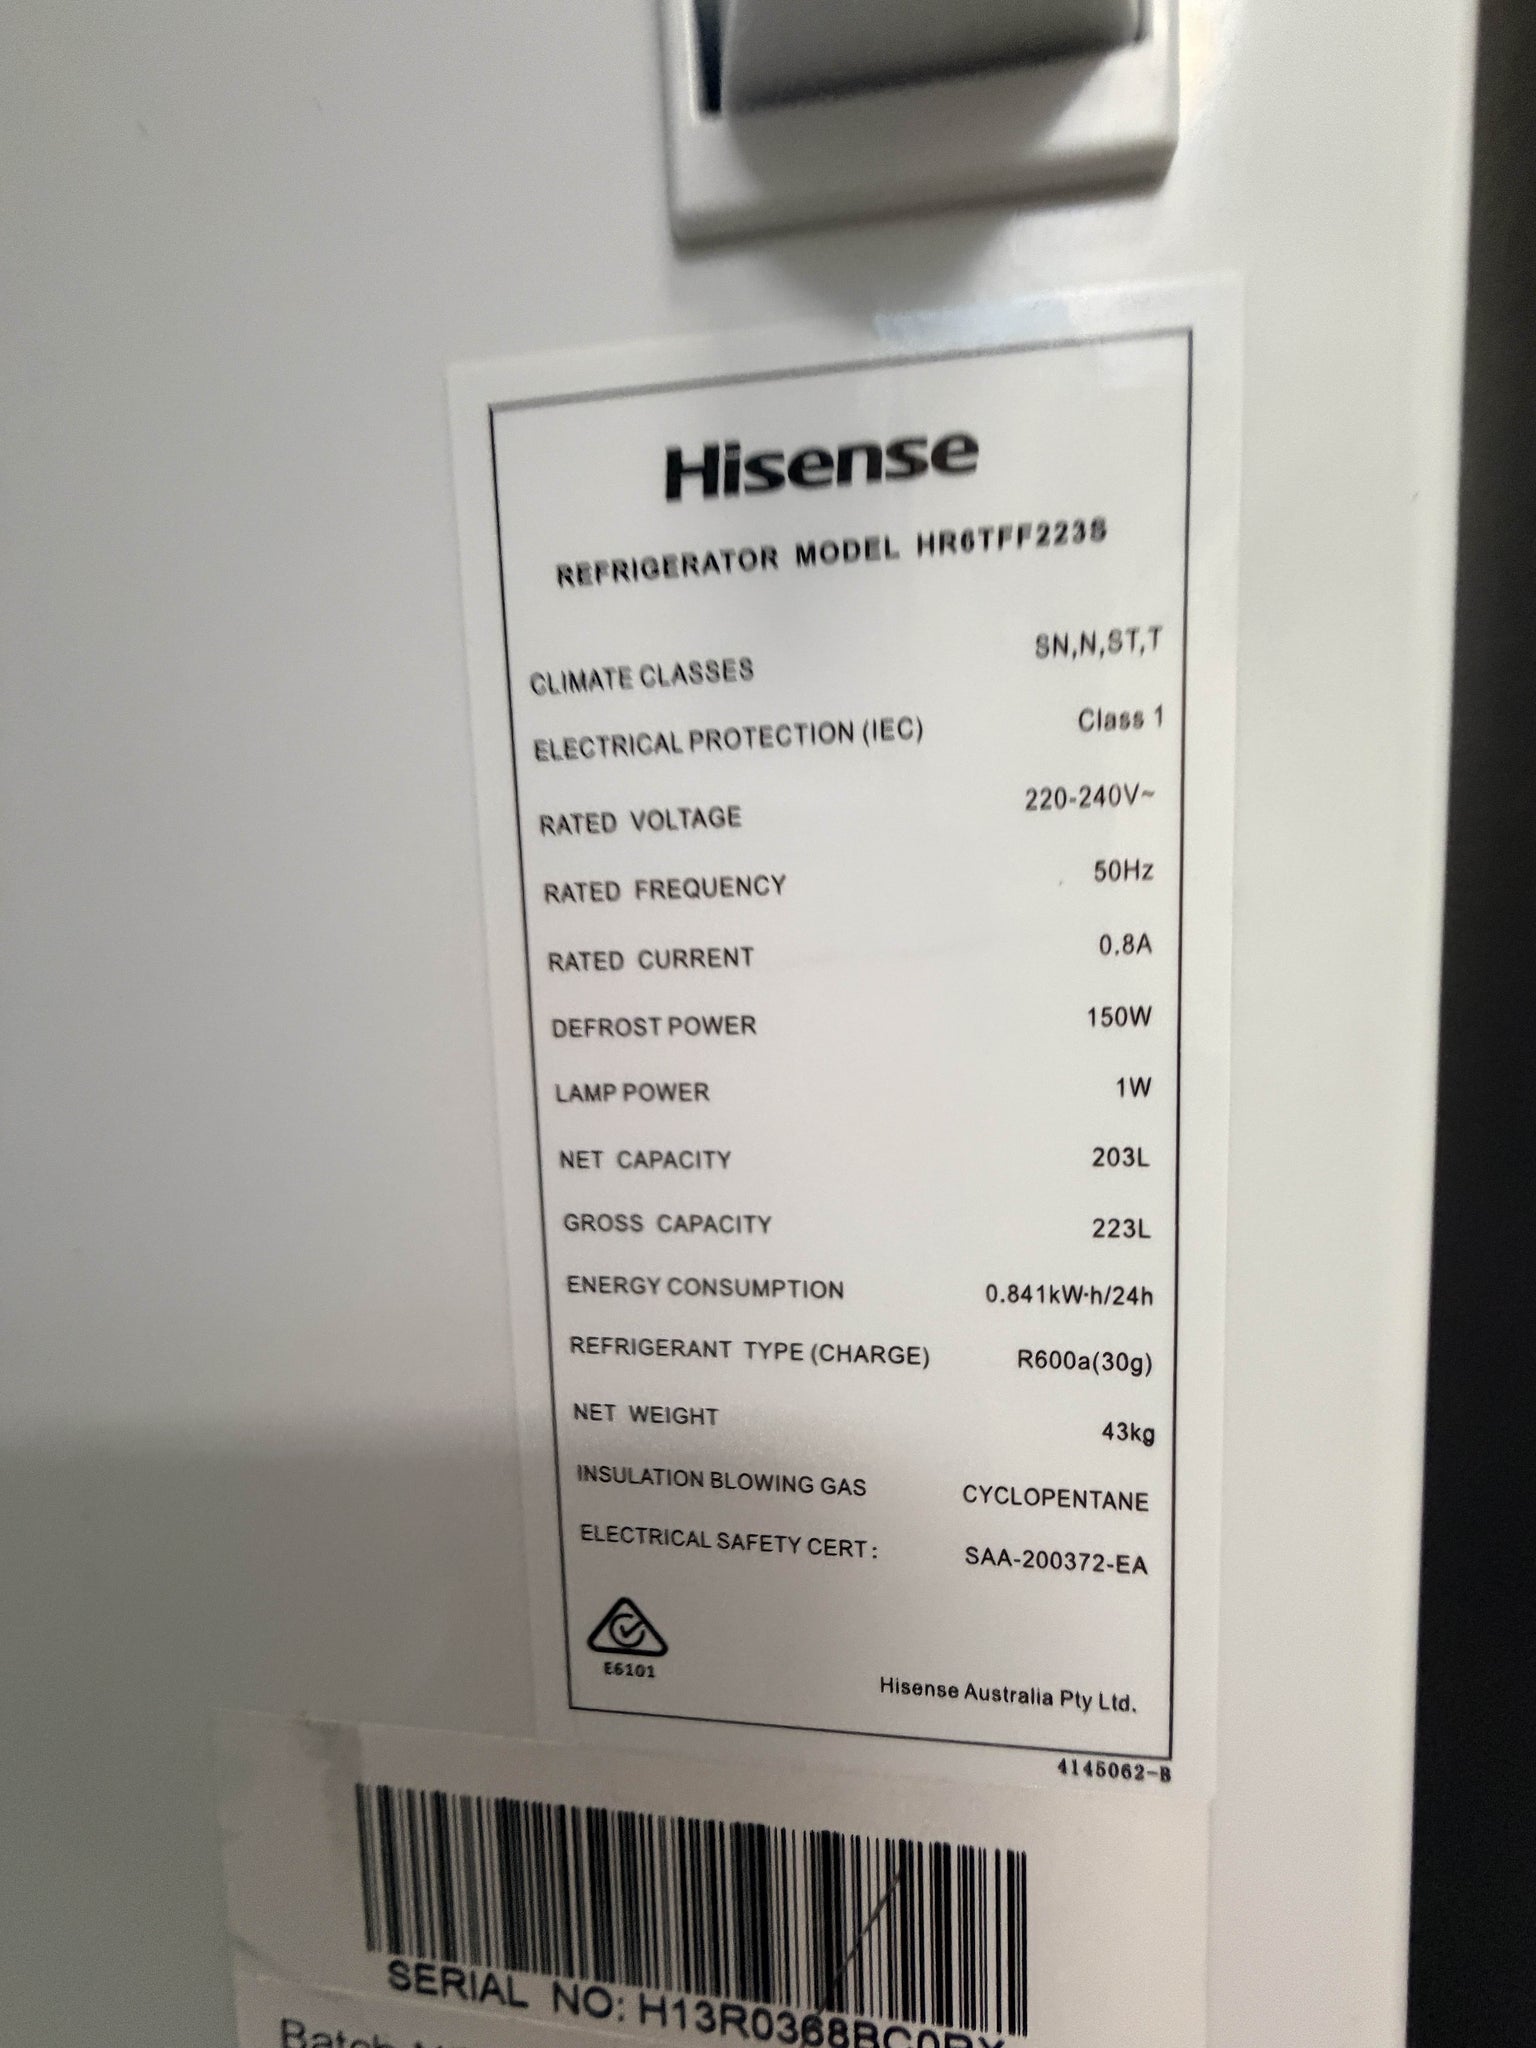 Hisense
REFRIGERATOR MODEL HR6TFF223S
CLIMATE CLASSES SN,N,ST,T
ELECTRICAL PROTECTION (IEC) Class 1
RATED VOLTAGE 220-240V~
RATED FREQUENCY 50Hz
RATED CURRENT 0.8A
DEFROST POWER 150W
LAMP POWER 1W
NET CAPACITY 203L
GROSS CAPACITY 223L
ENERGY CONSUMPTION 0.841kW·h/24h
REFRIGERANT TYPE (CHARGE) R600a(30g)
NET WEIGHT 43kg
INSULATION BLOWING GAS CYCLOPENTANE
ELECTRICAL SAFETY CERT: SAA-200372-EA
E6101
Hisense Australia Pty Ltd.
4145062-B
SERIAL NO: